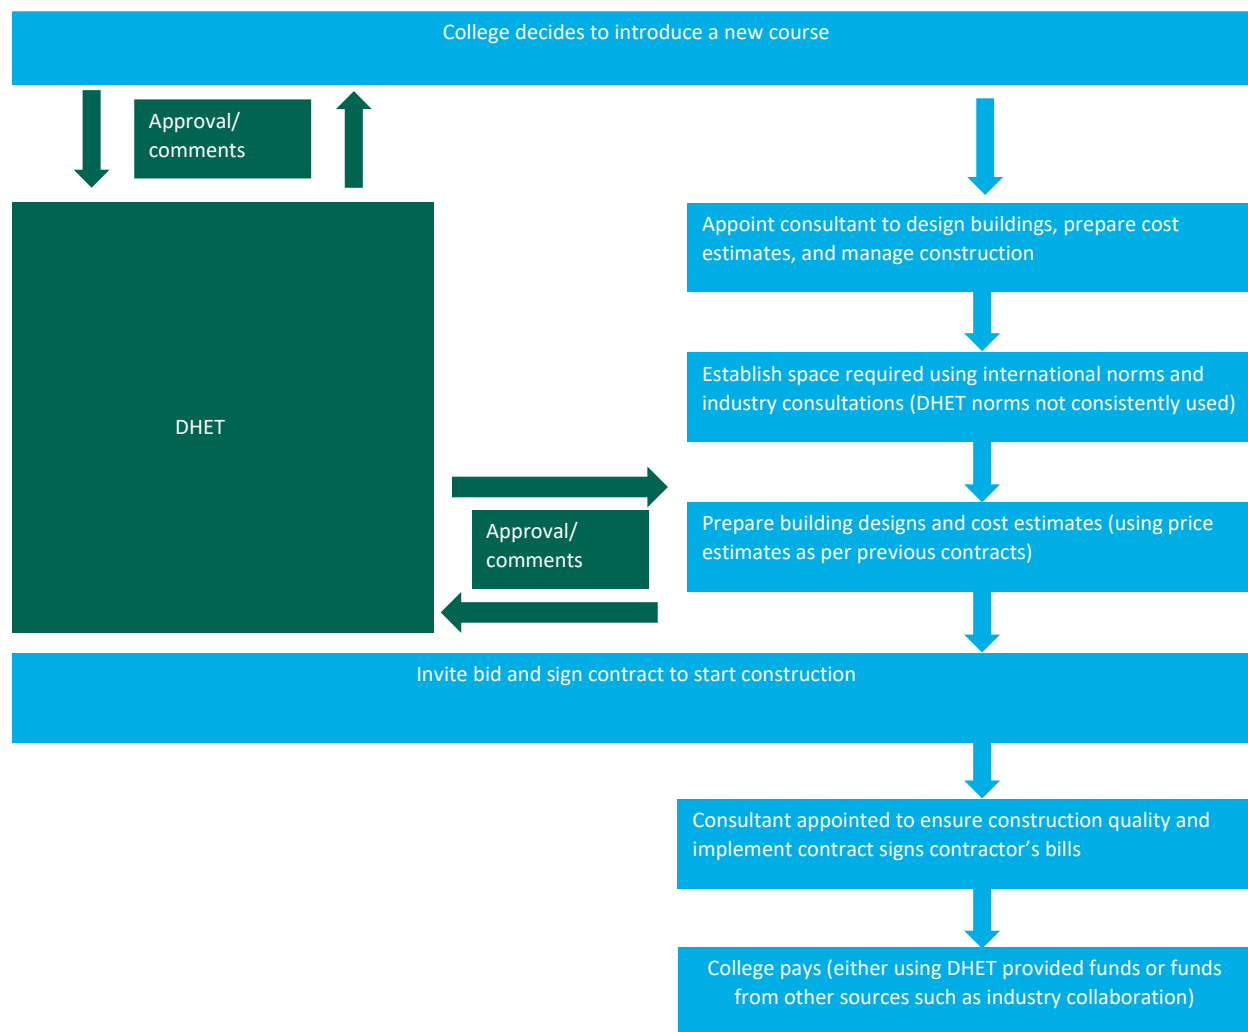 College decides to introduce a new course
Approval/
comments
Appoint consultant to design buildings, prepare cost
estimates, and manage construction
Establish space required using international norms and
industry consultations (DHET norms not consistently used)
DHET
Prepare building designs and cost estimates (using price
estimates as per previous contracts)
Approval/
comments
Invite bid and sign contract to start construction
Consultant appointed to ensure construction quality and
implement contract signs contractor’s bills
College pays (either using DHET provided funds or funds
from other sources such as industry collaboration)